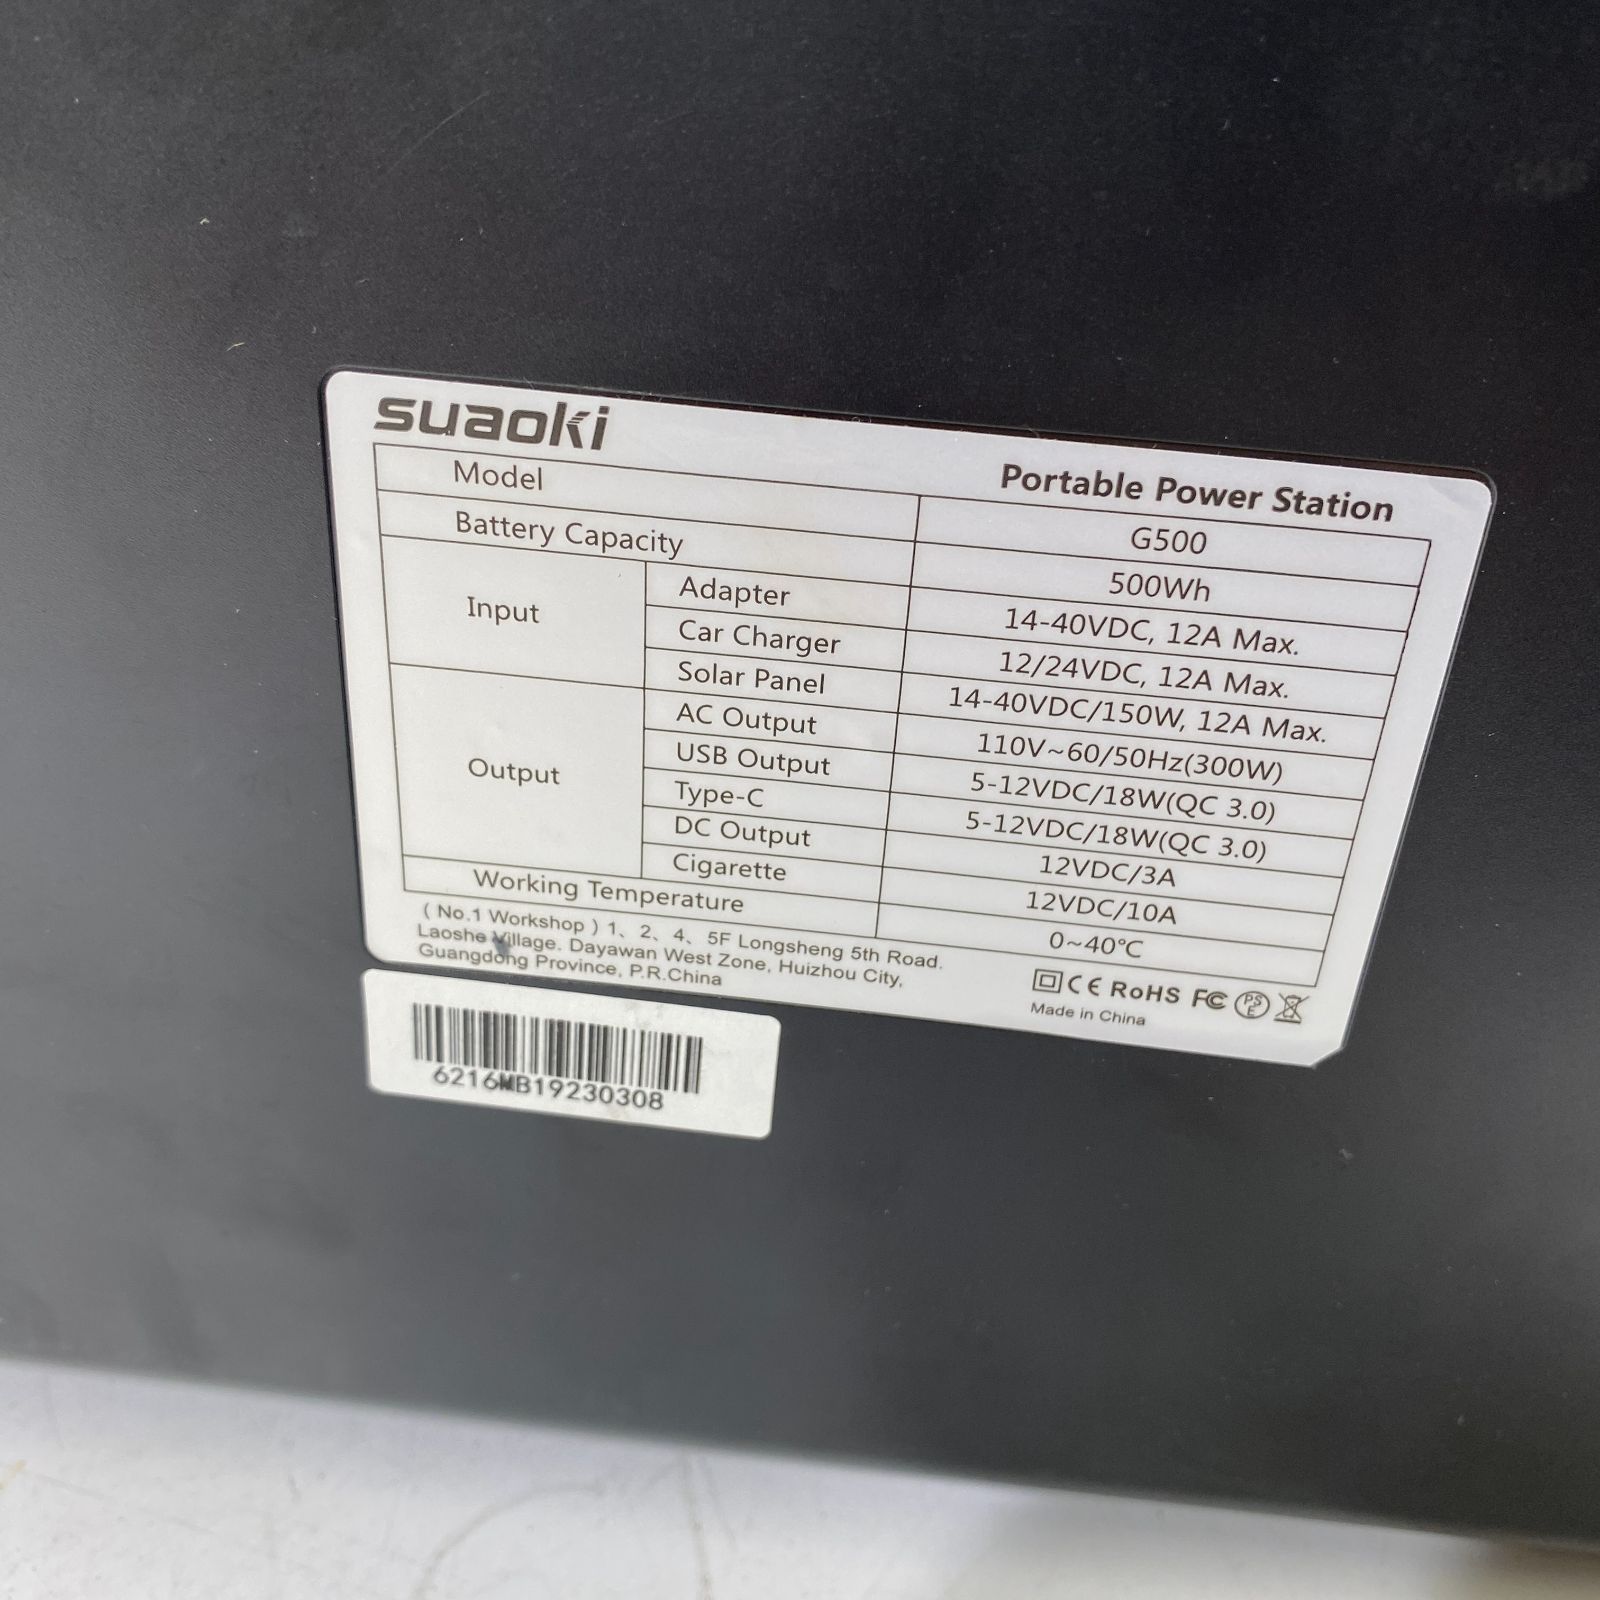 suaoki
Portable Power Station
Model G500
Battery Capacity 500Wh
Input Adapter 14-40VDC, 12A Max.
Car Charger 12/24VDC, 12A Max.
Solar Panel 14-40VDC/150W, 12A Max.
Output AC Output 110V~60/50Hz(300W)
USB Output 5-12VDC/18W(QC 3.0)
Type-C 5-12VDC/18W(QC 3.0)
DC Output 12VDC/3A
Cigarette 12VDC/10A
Working Temperature 0~40℃
( No.1 Workshop ) 1、2、4、5F Longsheng 5th Road.
Laoshe Village. Dayawan West Zone, Huizhou City,
Guangdong Province, P.R.China
CE RoHS FC PSE
Made in China
6216MB19230308